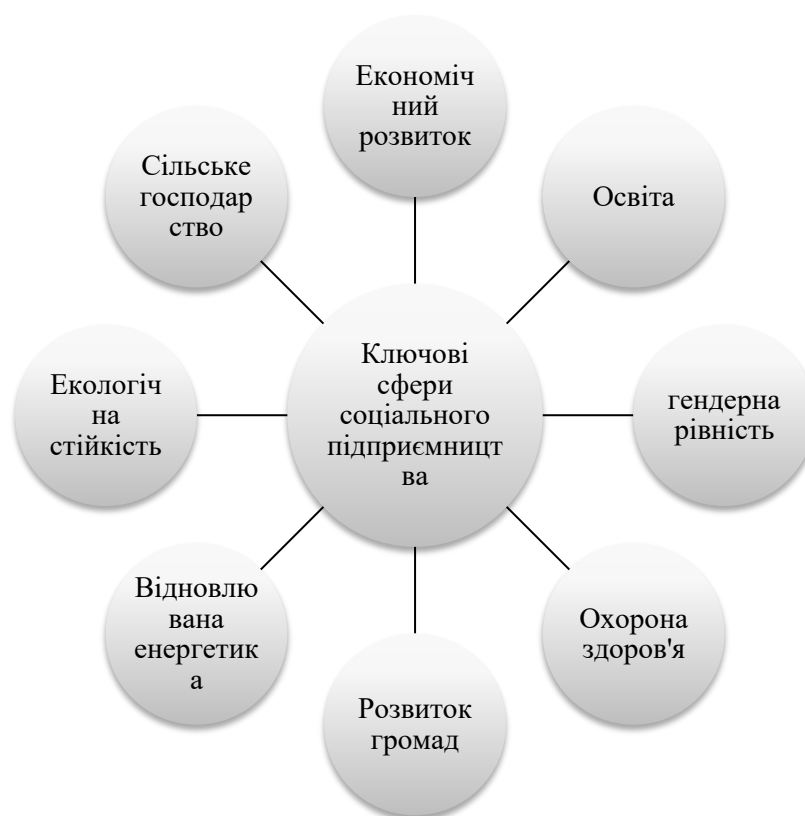 Економіч
ний
розвиток
Сільське
господар
ство
Освіта
Ключові
сфери
соціального
підприємницт
ва
Екологіч
на
стійкість
гендерна
рівність
Відновлю
вана
енергетик
а
Охорона
здоров'я
Розвиток
громад